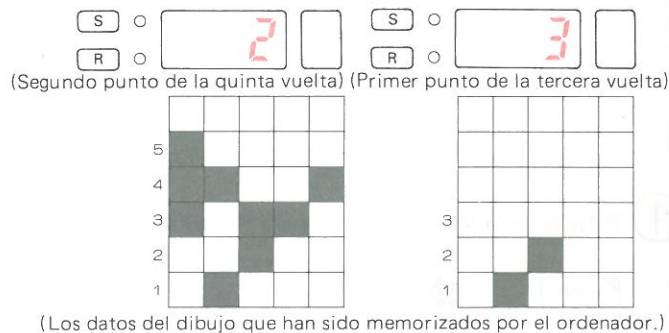 S
2
S
3
R
R
(Segundo punto de la quinta vuelta) (Primer punto de la tercera vuelta)
5
4
3
2
1
3
2
1
(Los datos del dibujo que han sido memorizados por el ordenador.)